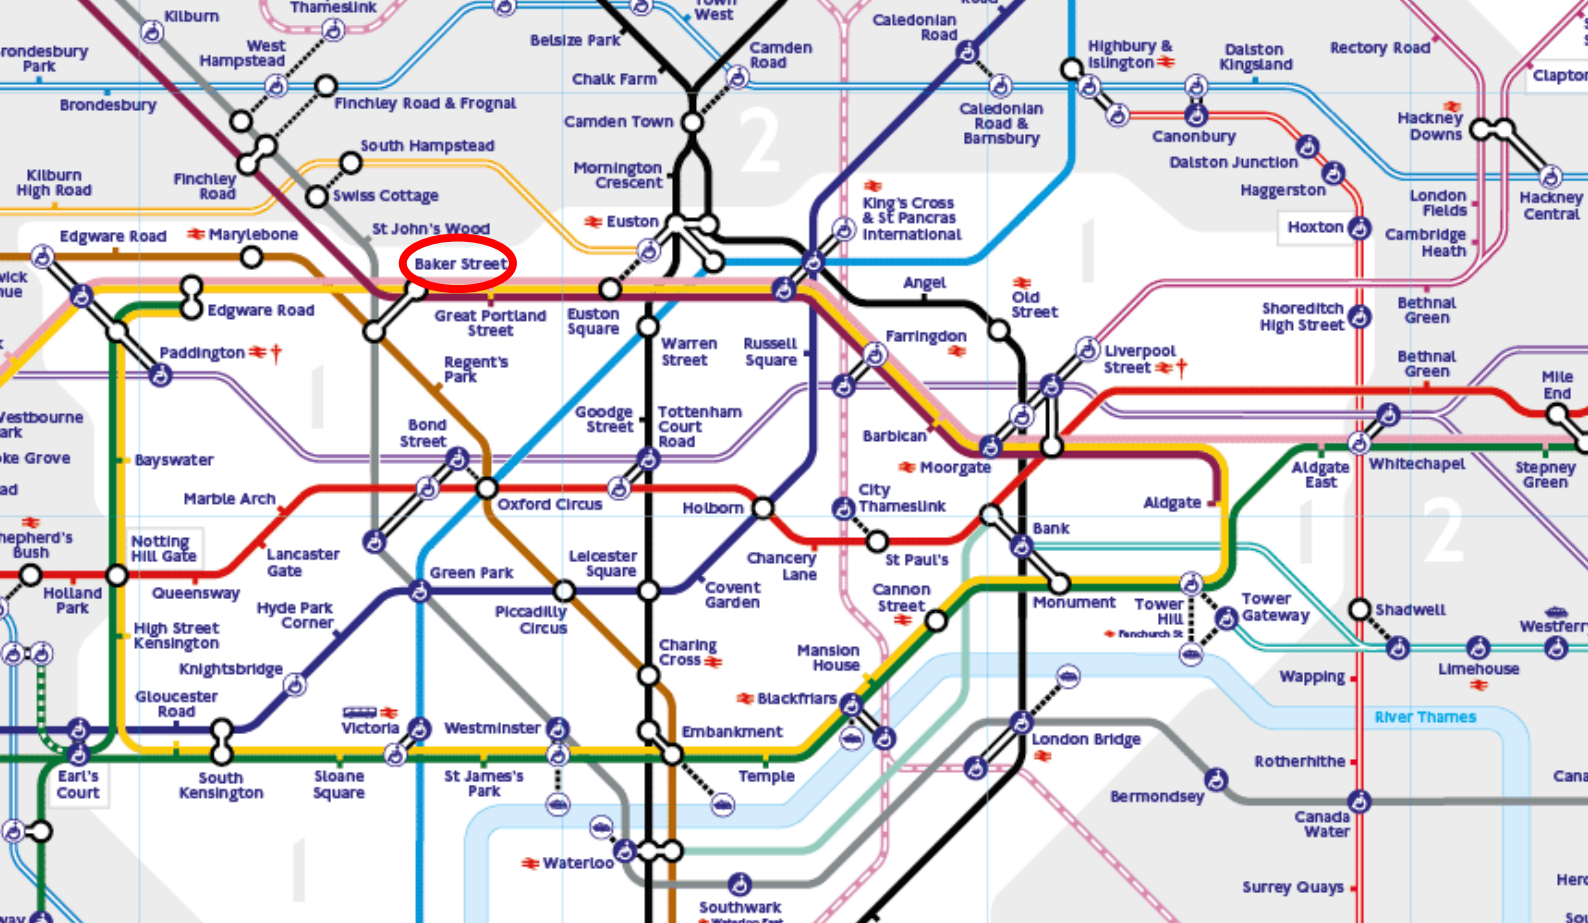 Kilburn
Thameslink
Town
West
Road
Belsize Park
Caledonian
Road
Camden
Road
Highbury &
Islington
Dalston
Kingsland
Rectory Road
West
Hampstead
Brondesbury
Park
Chalk Farm
Clapton
Brondesbury
Finchley Road & Frognal
Camden Town
2
Caledonian
Road &
Barnsbury
Canonbury
Hackney
Downs
South Hampstead
Dalston Junction
Mornington
Crescent
Kilburn
High Road
Finchley
Road
Swiss Cottage
Haggerston
London
Fields
Hackney
Central
King's Cross
& St Pancras
International
1
Hoxton
Cambridge
Heath
Edgware Road
Marylebone
St John's Wood
Euston
Baker Street
Angel
Old
Street
Edgware Road
Great Portland
Street
Euston
Square
Shoreditch
High Street
Bethnal
Green
Farringdon
Warren
Street
Russell
Square
Liverpool
Street
Paddington
Regent's
Park
Bethnal
Green
Mile
End
1
Bond
Street
Goodge
Street
Tottenham
Court
Road
Barbican
Moorgate
Bayswater
Aldgate
East
Whitechapel
Stepney
Green
Marble Arch
Oxford Circus
Holborn
City
Thameslink
Aldgate
1
2
Bank
Notting
Hill Gate
Lancaster
Gate
Leicester
Square
Chancery
Lane
St Paul's
Holland
Park
Queensway
Green Park
Covent
Garden
Cannon
Street
Monument
Tower
Hill
Fenchurch St
Tower
Gateway
Shadwell
Hyde Park
Corner
Piccadilly
Circus
High Street
Kensington
Charing
Cross
Mansion
House
Westferry
Limehouse
Knightsbridge
Wapping
Gloucester
Road
Blackfriars
River Thames
Victoria
Westminster
Embankment
London Bridge
Earl's
Court
South
Kensington
Sloane
Square
St James's
Park
Temple
Rotherhithe
Bermondsey
Canada
Water
Waterloo
1
Surrey Quays
Southwark